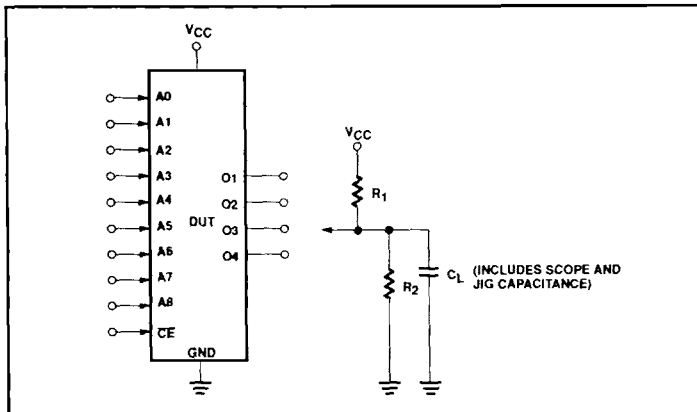 VCC
A0
A1
A2
A3
A4
A5
A6
A7
A8
CE
DUT
O1
O2
O3
O4
GND
VCC
R1
R2
CL (INCLUDES SCOPE AND
JIG CAPACITANCE)